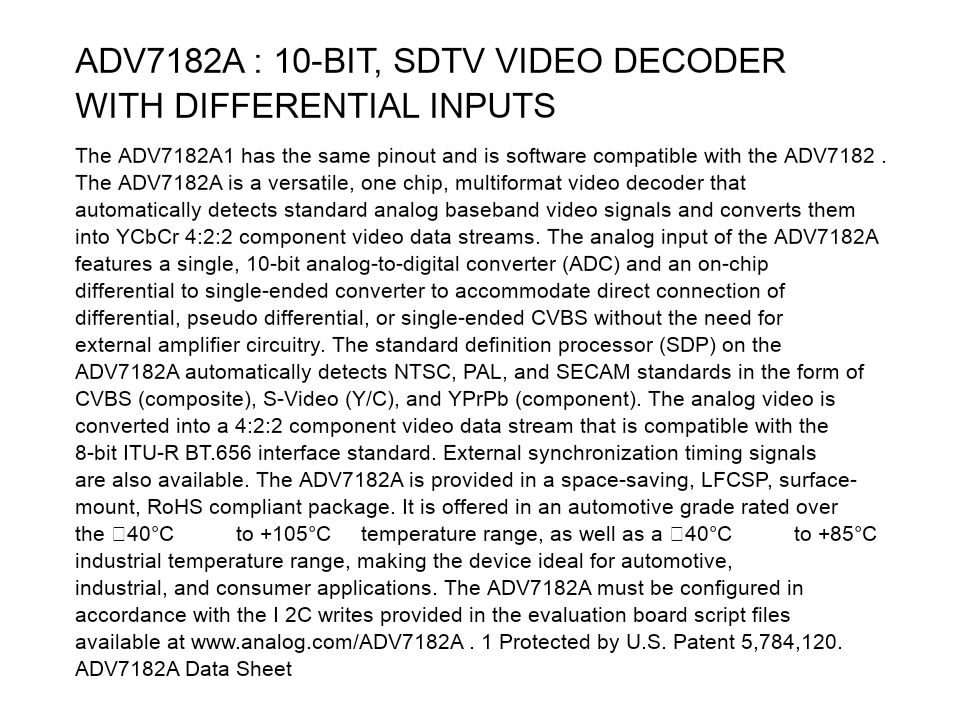 ADV7182A : 10-BIT, SDTV VIDEO DECODER
WITH DIFFERENTIAL INPUTS
The ADV7182A1 has the same pinout and is software compatible with the ADV7182 .
The ADV7182A is a versatile, one chip, multiformat video decoder that
automatically detects standard analog baseband video signals and converts them
into YCbCr 4:2:2 component video data streams. The analog input of the ADV7182A
features a single, 10-bit analog-to-digital converter (ADC) and an on-chip
differential to single-ended converter to accommodate direct connection of
differential, pseudo differential, or single-ended CVBS without the need for
external amplifier circuitry. The standard definition processor (SDP) on the
ADV7182A automatically detects NTSC, PAL, and SECAM standards in the form of
CVBS (composite), S-Video (Y/C), and YPrPb (component). The analog video is
converted into a 4:2:2 component video data stream that is compatible with the
8-bit ITU-R BT.656 interface standard. External synchronization timing signals
are also available. The ADV7182A is provided in a space-saving, LFCSP, surface-
mount, RoHS compliant package. It is offered in an automotive grade rated over
the □40°C to +105°C temperature range, as well as a □40°C to +85°C
industrial temperature range, making the device ideal for automotive,
industrial, and consumer applications. The ADV7182A must be configured in
accordance with the I 2C writes provided in the evaluation board script files
available at www.analog.com/ADV7182A . 1 Protected by U.S. Patent 5,784,120.
ADV7182A Data Sheet